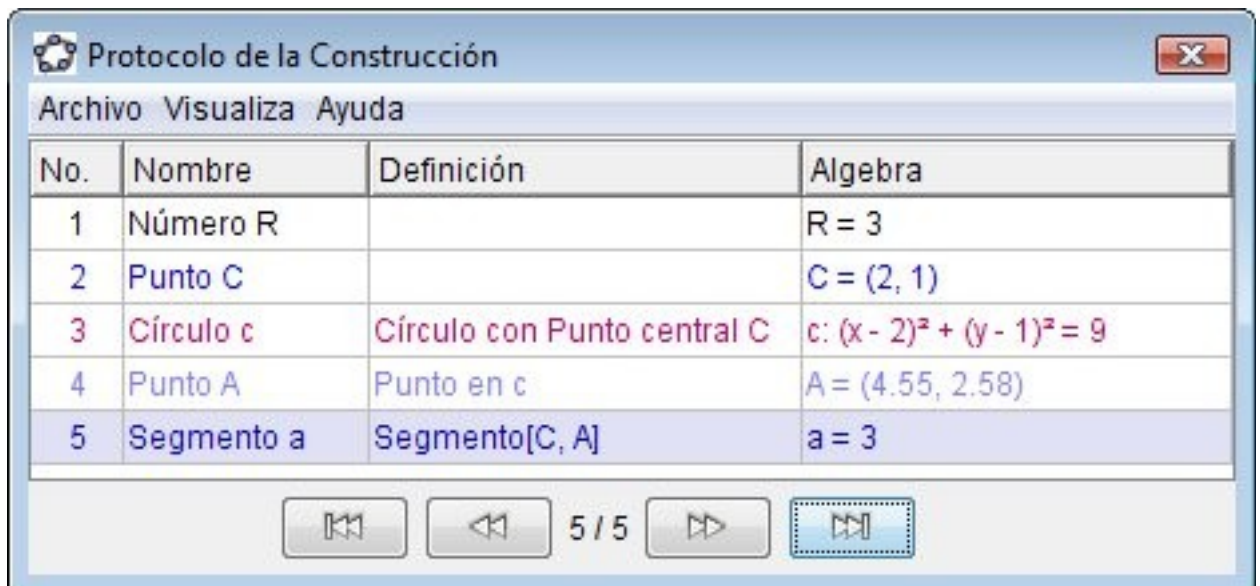 Protocolo de la Construcción
Archivo Visualiza Ayuda
No. Nombre Definición Algebra
1 Número R R = 3
2 Punto C C = (2, 1)
3 Círculo c Círculo con Punto central C c: (x - 2)² + (y - 1)² = 9
4 Punto A Punto en c A = (4.55, 2.58)
5 Segmento a Segmento[C, A] a = 3
5 / 5